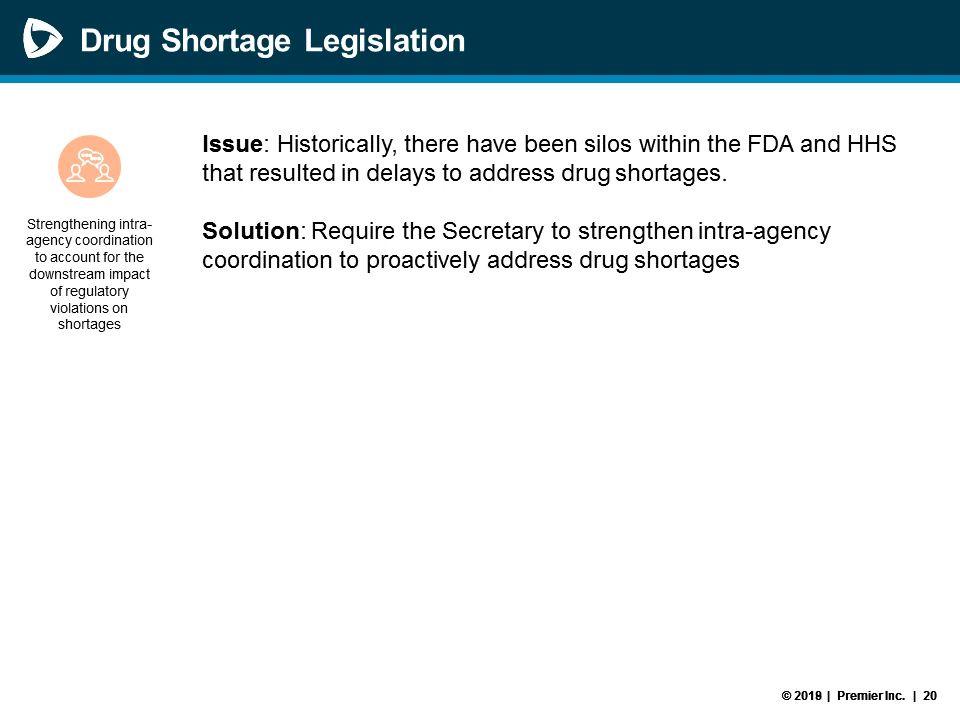 Drug Shortage Legislation
Strengthening intra-
agency coordination
to account for the
downstream impact
of regulatory
violations on
shortages
Issue: Historically, there have been silos within the FDA and HHS
that resulted in delays to address drug shortages.
Solution: Require the Secretary to strengthen intra-agency
coordination to proactively address drug shortages
© | Premier Inc. | 20